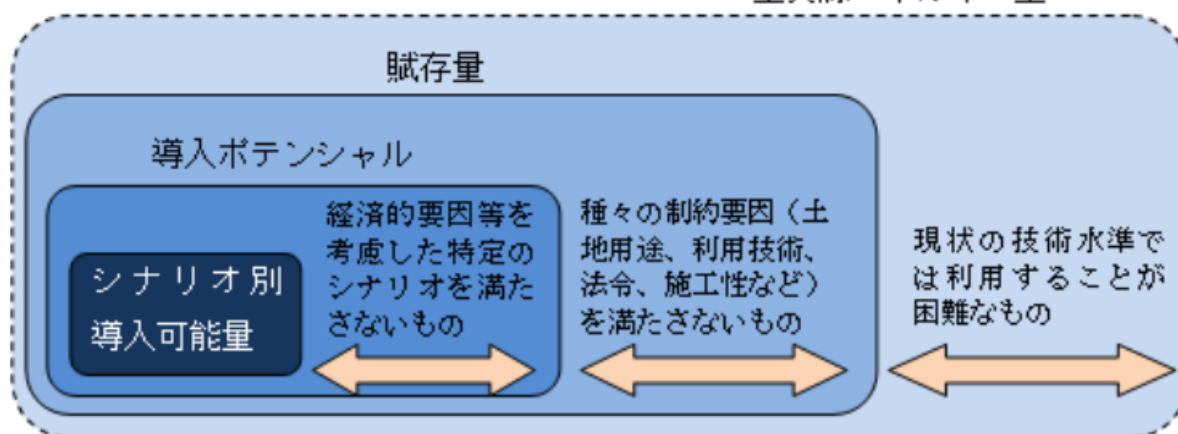 賦存量
導入ポテンシャル
経済的要因等を
考慮した特定の
シナリオを満た
さないもの
種々の制約要因（土
地用途、利用技術、
法令、施工性など）
を満たさないもの
現状の技術水準で
は利用することが
困難なもの
シナリオ別
導入可能量